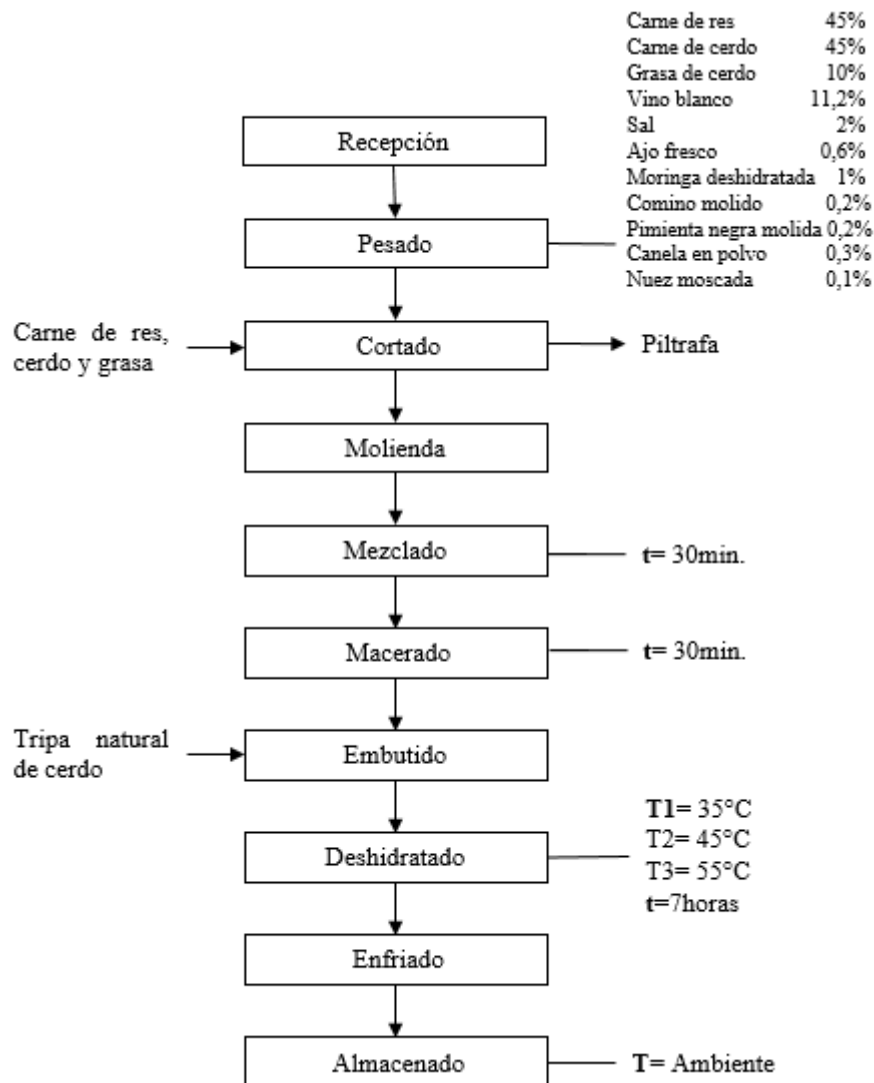 Carne de res 45%
Carne de cerdo 45%
Grasa de cerdo 10%
Vino blanco 11,2%
Sal 2%
Ajo fresco 0,6%
Moringa deshidratada 1%
Comino molido 0,2%
Pimienta negra molida 0,2%
Canela en polvo 0,3%
Nuez moscada 0,1%
Recepción
Pesado
Carne de res,
cerdo y grasa
Cortado
Piltrafa
Molienda
Mezclado
t= 30min.
Macerado
t= 30min.
Tripa natural
de cerdo
Embutido
Deshidratado
T1= 35°C
T2= 45°C
T3= 55°C
t=7horas
Enfriado
Almacenado
T= Ambiente